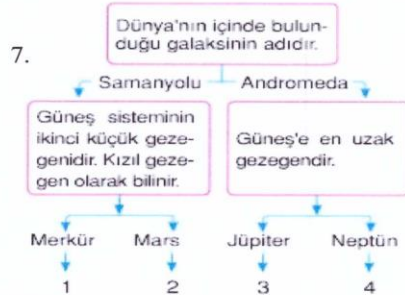 7.
Dünya'nın içinde bulun-
duğu galaksinin adıdır.
Samanyolu Andromeda
Güneş sisteminin
ikinci küçük geze-
genidir. Kızıl geze-
gen olarak bilinir.
Güneş'e en uzak
gezegendir.
Merkür Mars Jüpiter Neptün
1 2 3 4